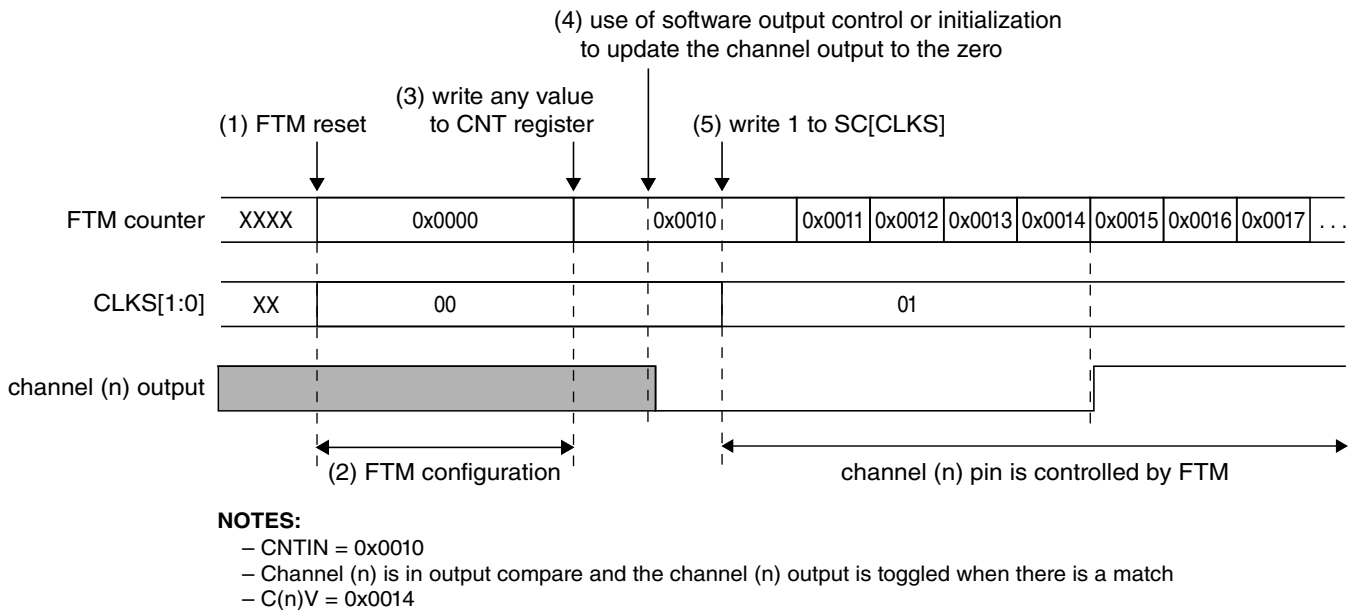 (4) use of software output control or initialization
to update the channel output to the zero
(3) write any value
to CNT register
(1) FTM reset
(5) write 1 to SC[CLKS]
FTM counter XXXX 0x0000 0x0010 0x0011 0x0012 0x0013 0x0014 0x0015 0x0016 0x0017 . . .
CLKS[1:0] XX 00 01
channel (n) output
(2) FTM configuration
channel (n) pin is controlled by FTM
NOTES:
– CNTIN = 0x0010
– Channel (n) is in output compare and the channel (n) output is toggled when there is a match
– C(n)V = 0x0014